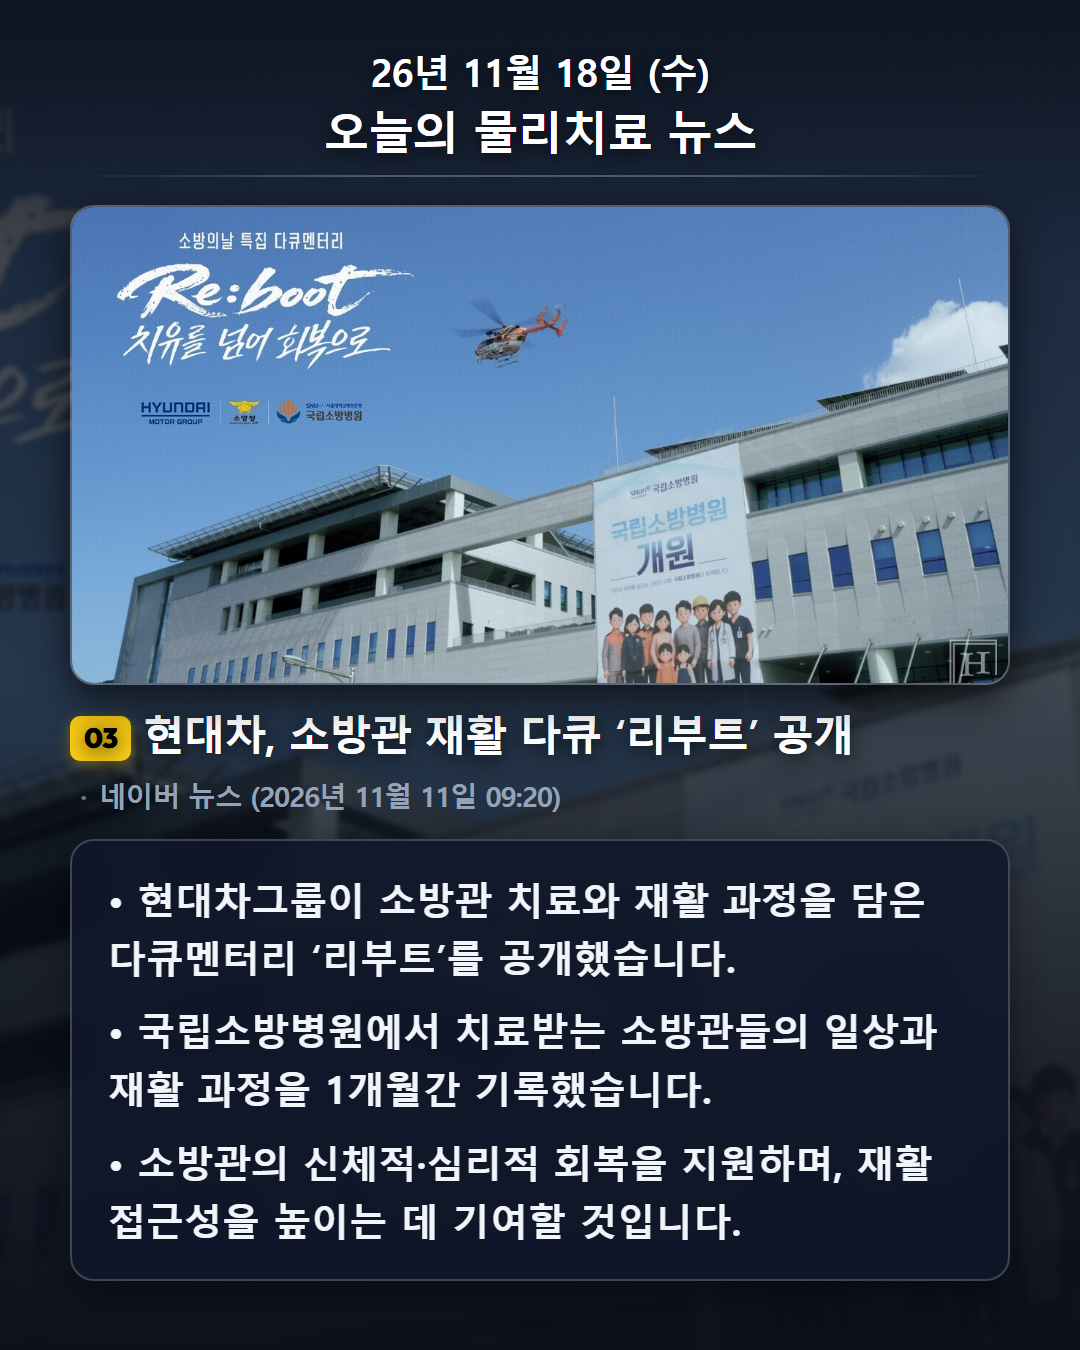 26년 11월 18일 (수)
오늘의 물리치료 뉴스
소방의날 특집 다큐멘터리
Re:boot
치유를 넘어 회복으로
HYUNDAI
MOTOR GROUP
소방청
국립소방병원
SNUH 국립소방병원
국립소방병원
개원
H
03 현대차, 소방관 재활 다큐 ‘리부트’ 공개
· 네이버 뉴스 (2026년 11월 11일 09:20)
• 현대차그룹이 소방관 치료와 재활 과정을 담은
다큐멘터리 ‘리부트’를 공개했습니다.
• 국립소방병원에서 치료받는 소방관들의 일상과
재활 과정을 1개월간 기록했습니다.
• 소방관의 신체적·심리적 회복을 지원하며, 재활
접근성을 높이는 데 기여할 것입니다.